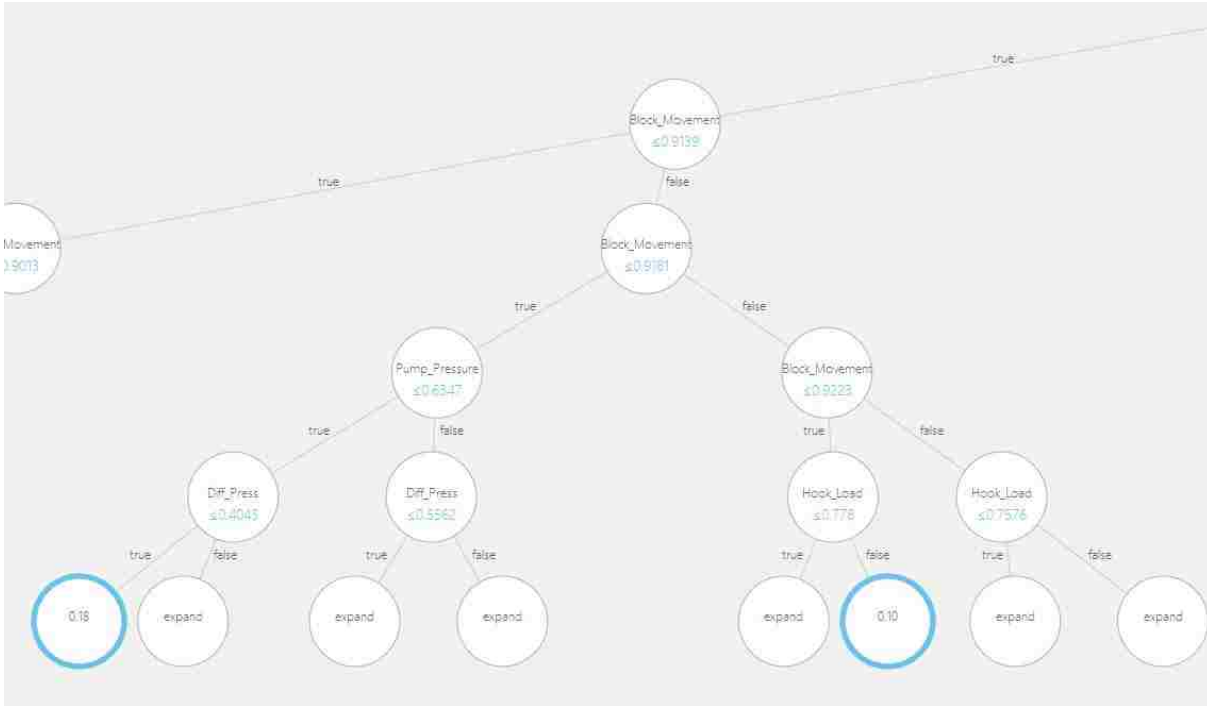 true
Block_Movement
≤0.9139
true
false
Movement
0.9013
Block_Movement
≤0.9181
true
false
Pump_Pressure
≤0.6347
Block_Movement
≤0.9223
true
false
true
false
Diff_Press
≤0.4045
Diff_Press
≤0.5562
Hook_Load
≤0.778
Hook_Load
≤0.7576
true
false
true
false
true
false
true
false
0.18
expand
expand
expand
expand
0.10
expand
expand